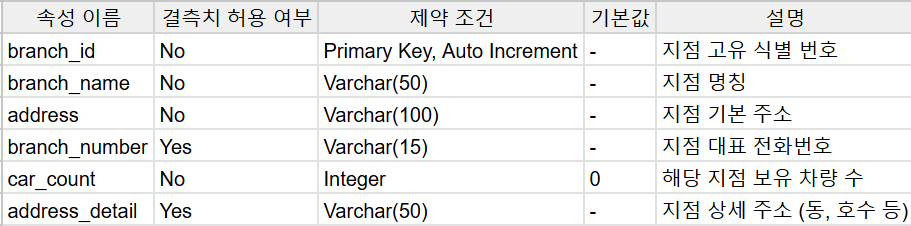 속성 이름 결측치 허용 여부 제약 조건 기본값 설명
branch_id No Primary Key, Auto Increment - 지점 고유 식별 번호
branch_name No Varchar(50) - 지점 명칭
address No Varchar(100) - 지점 기본 주소
branch_number Yes Varchar(15) - 지점 대표 전화번호
car_count No Integer 0 해당 지점 보유 차량 수
address_detail Yes Varchar(50) - 지점 상세 주소 (동, 호수 등)